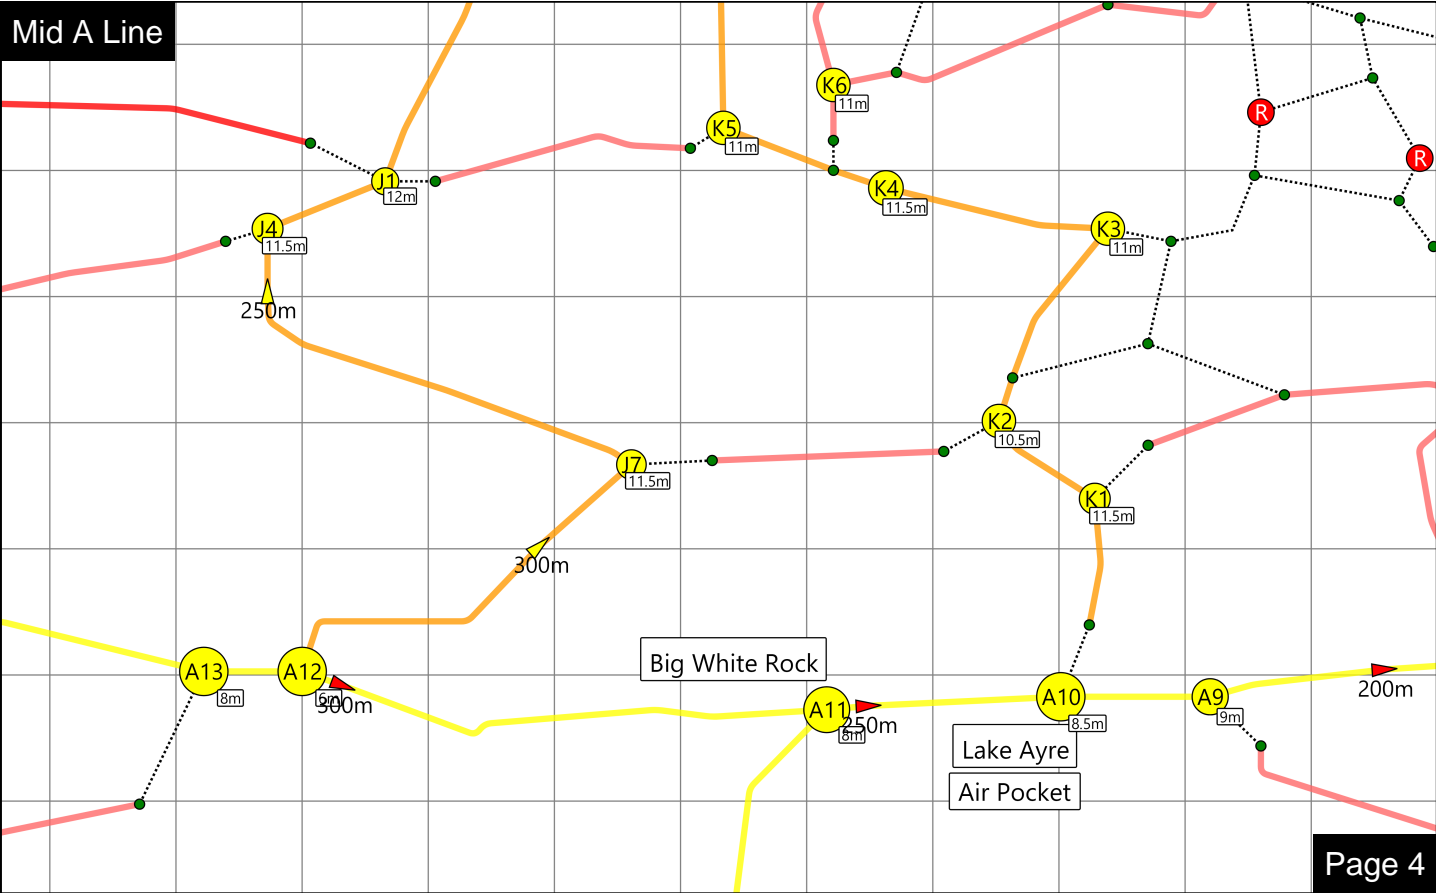 Mid A Line
K6
11m
R
K5
11m
R
J1
12m
K4
11.5m
J4
11.5m
K3
11m
250m
K2
10.5m
J7
11.5m
K1
11.5m
300m
Big White Rock
A13
8m
A12
6m
300m
A11
8m
250m
A10
8.5m
A9
9m
200m
Lake Ayre
Air Pocket
Page 4